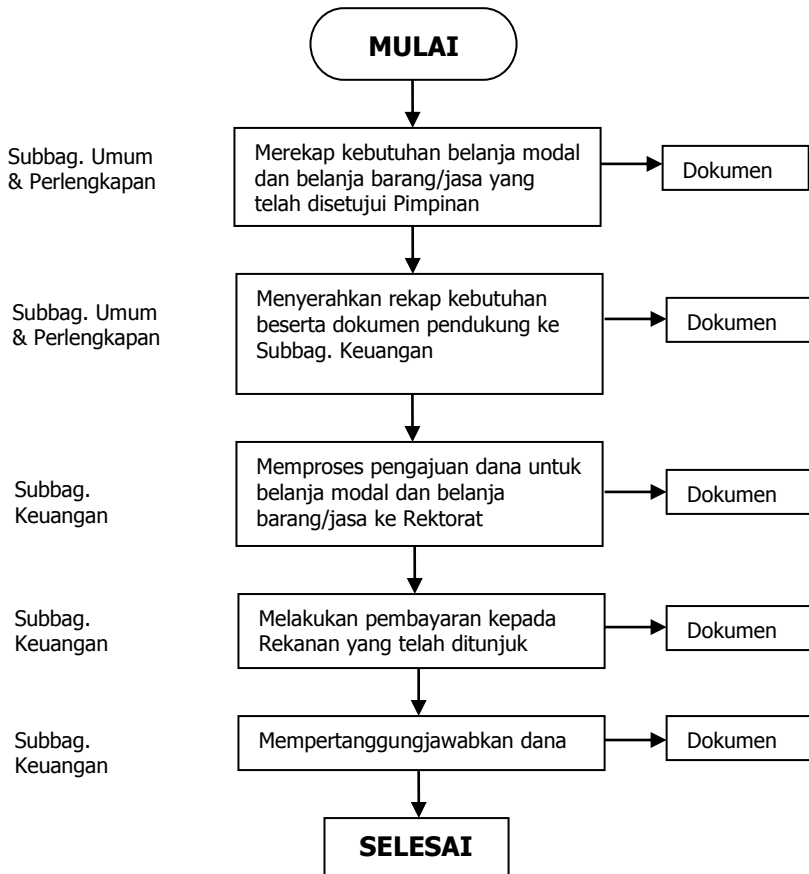 MULAI
Subbag. Umum
& Perlengkapan
Merekap kebutuhan belanja modal
dan belanja barang/jasa yang
telah disetujui Pimpinan
Dokumen
Subbag. Umum
& Perlengkapan
Menyerahkan rekap kebutuhan
beserta dokumen pendukung ke
Subbag. Keuangan
Dokumen
Subbag.
Keuangan
Memproses pengajuan dana untuk
belanja modal dan belanja
barang/jasa ke Rektorat
Dokumen
Subbag.
Keuangan
Melakukan pembayaran kepada
Rekanan yang telah ditunjuk
Dokumen
Subbag.
Keuangan
Mempertanggungjawabkan dana
Dokumen
SELESAI